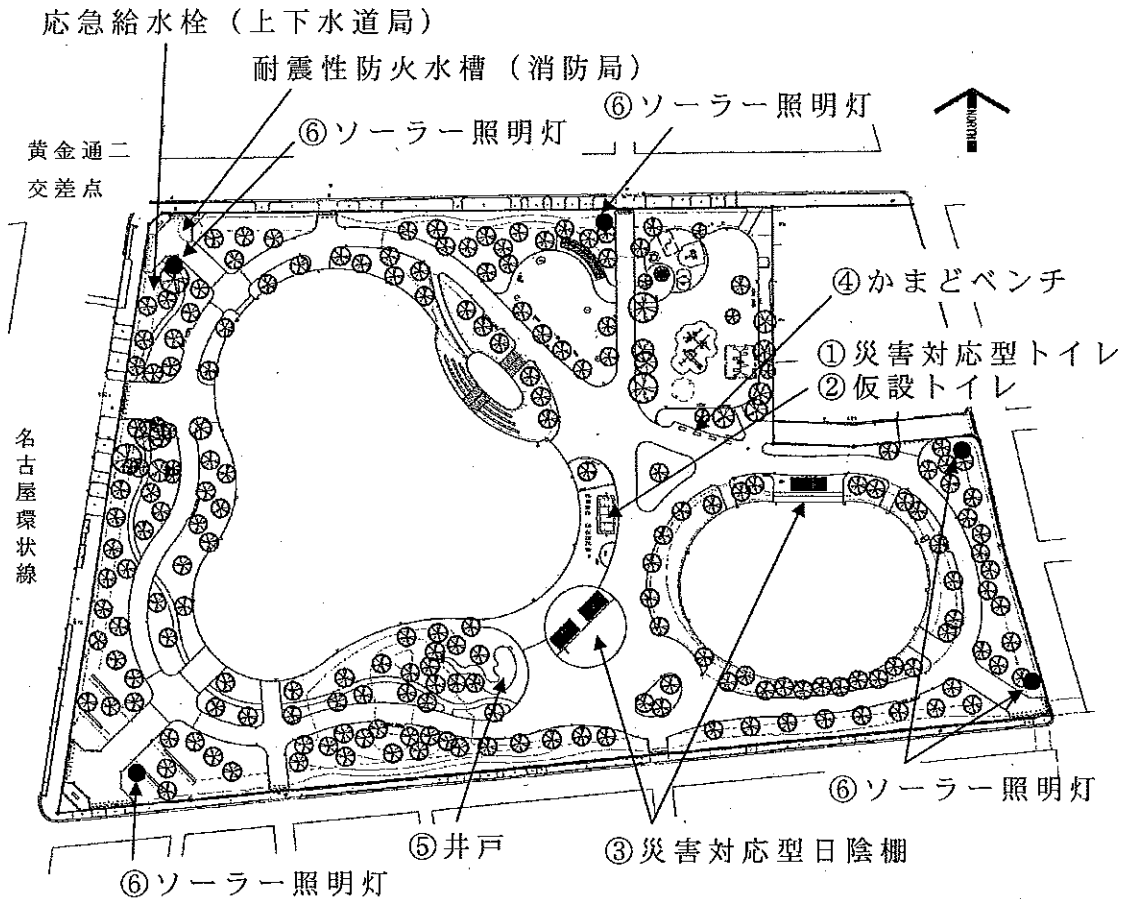 応急給水栓（上下水道局）
耐震性防火水槽（消防局）
⑥ソーラー照明灯
⑥ソーラー照明灯
黄金通二
交差点
NORTH
④かまどベンチ
①災害対応型トイレ
②仮設トイレ
名古屋環状線
⑥ソーラー照明灯
⑤井戸
③災害対応型日陰棚
⑥ソーラー照明灯